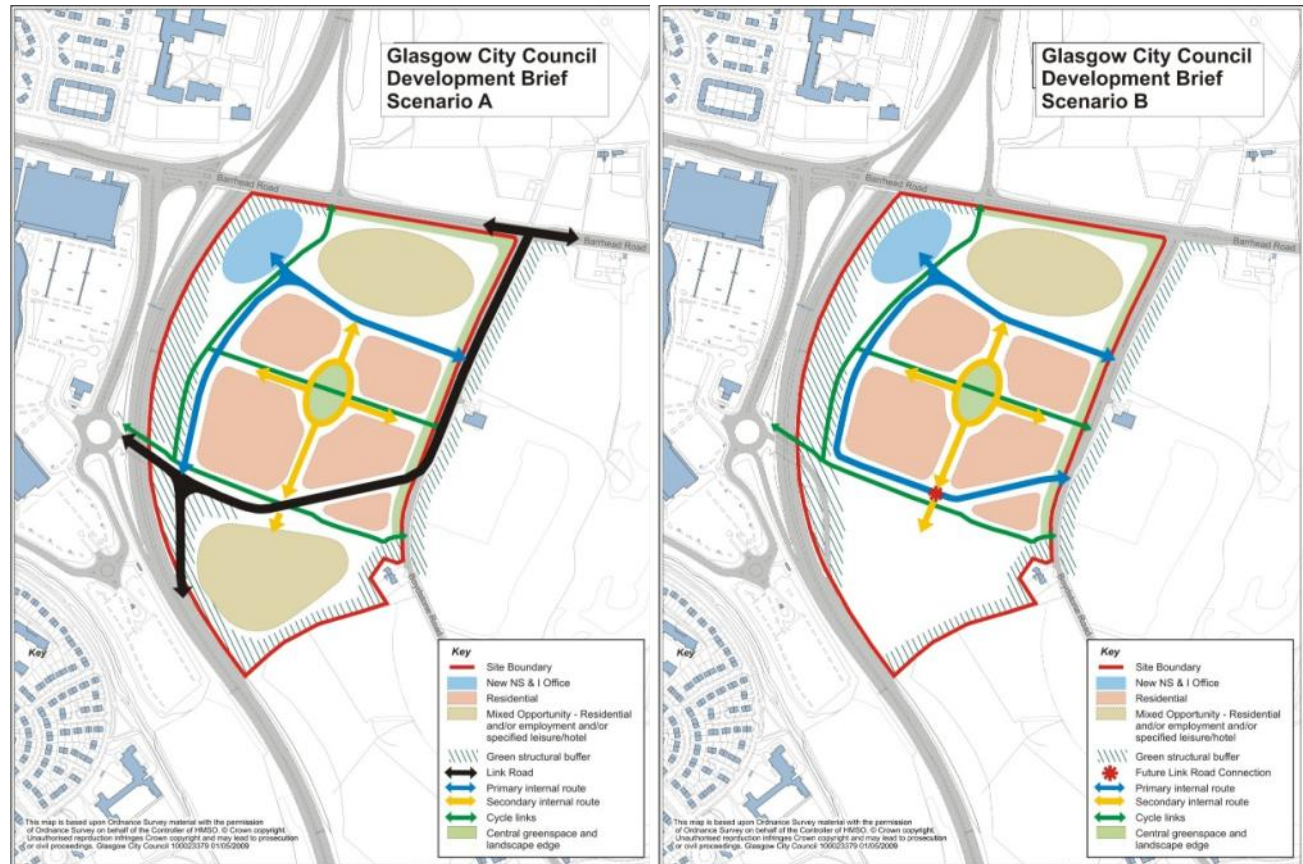 Glasgow City Council
Development Brief
Scenario A
Barrhead Road
Barrhead Road
Key
Key
Site Boundary
New NS & I Office
Residential
Mixed Opportunity - Residential
and/or employment and/or
specified leisure/hotel
Green structural buffer
Link Road
Primary internal route
Secondary internal route
Cycle links
Central greenspace and
landscape edge
This map is based upon Ordnance Survey material with the permission
of Ordnance Survey on behalf of the Controller of HMSO. © Crown copyright.
Unauthorised reproduction infringes Crown copyright and may lead to prosecution
or civil proceedings. Glasgow City Council 100023379 01/05/2009
Glasgow City Council
Development Brief
Scenario B
Barrhead Road
Barrhead Road
Key
Key
Site Boundary
New NS & I Office
Residential
Mixed Opportunity - Residential
and/or employment and/or
specified leisure/hotel
Green structural buffer
Future Link Road Connection
Primary internal route
Secondary internal route
Cycle links
Central greenspace and
landscape edge
This map is based upon Ordnance Survey material with the permission
of Ordnance Survey on behalf of the Controller of HMSO. © Crown copyright.
Unauthorised reproduction infringes Crown copyright and may lead to prosecution
or civil proceedings. Glasgow City Council 100023379 01/05/2009